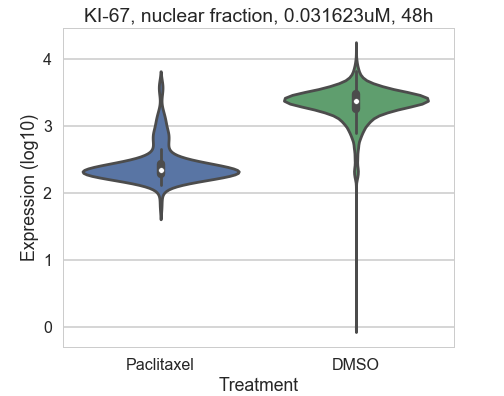 KI-67, nuclear fraction, 0.031623uM, 48h
Expression (log10)
4
3
2
1
0
Paclitaxel DMSO
Treatment